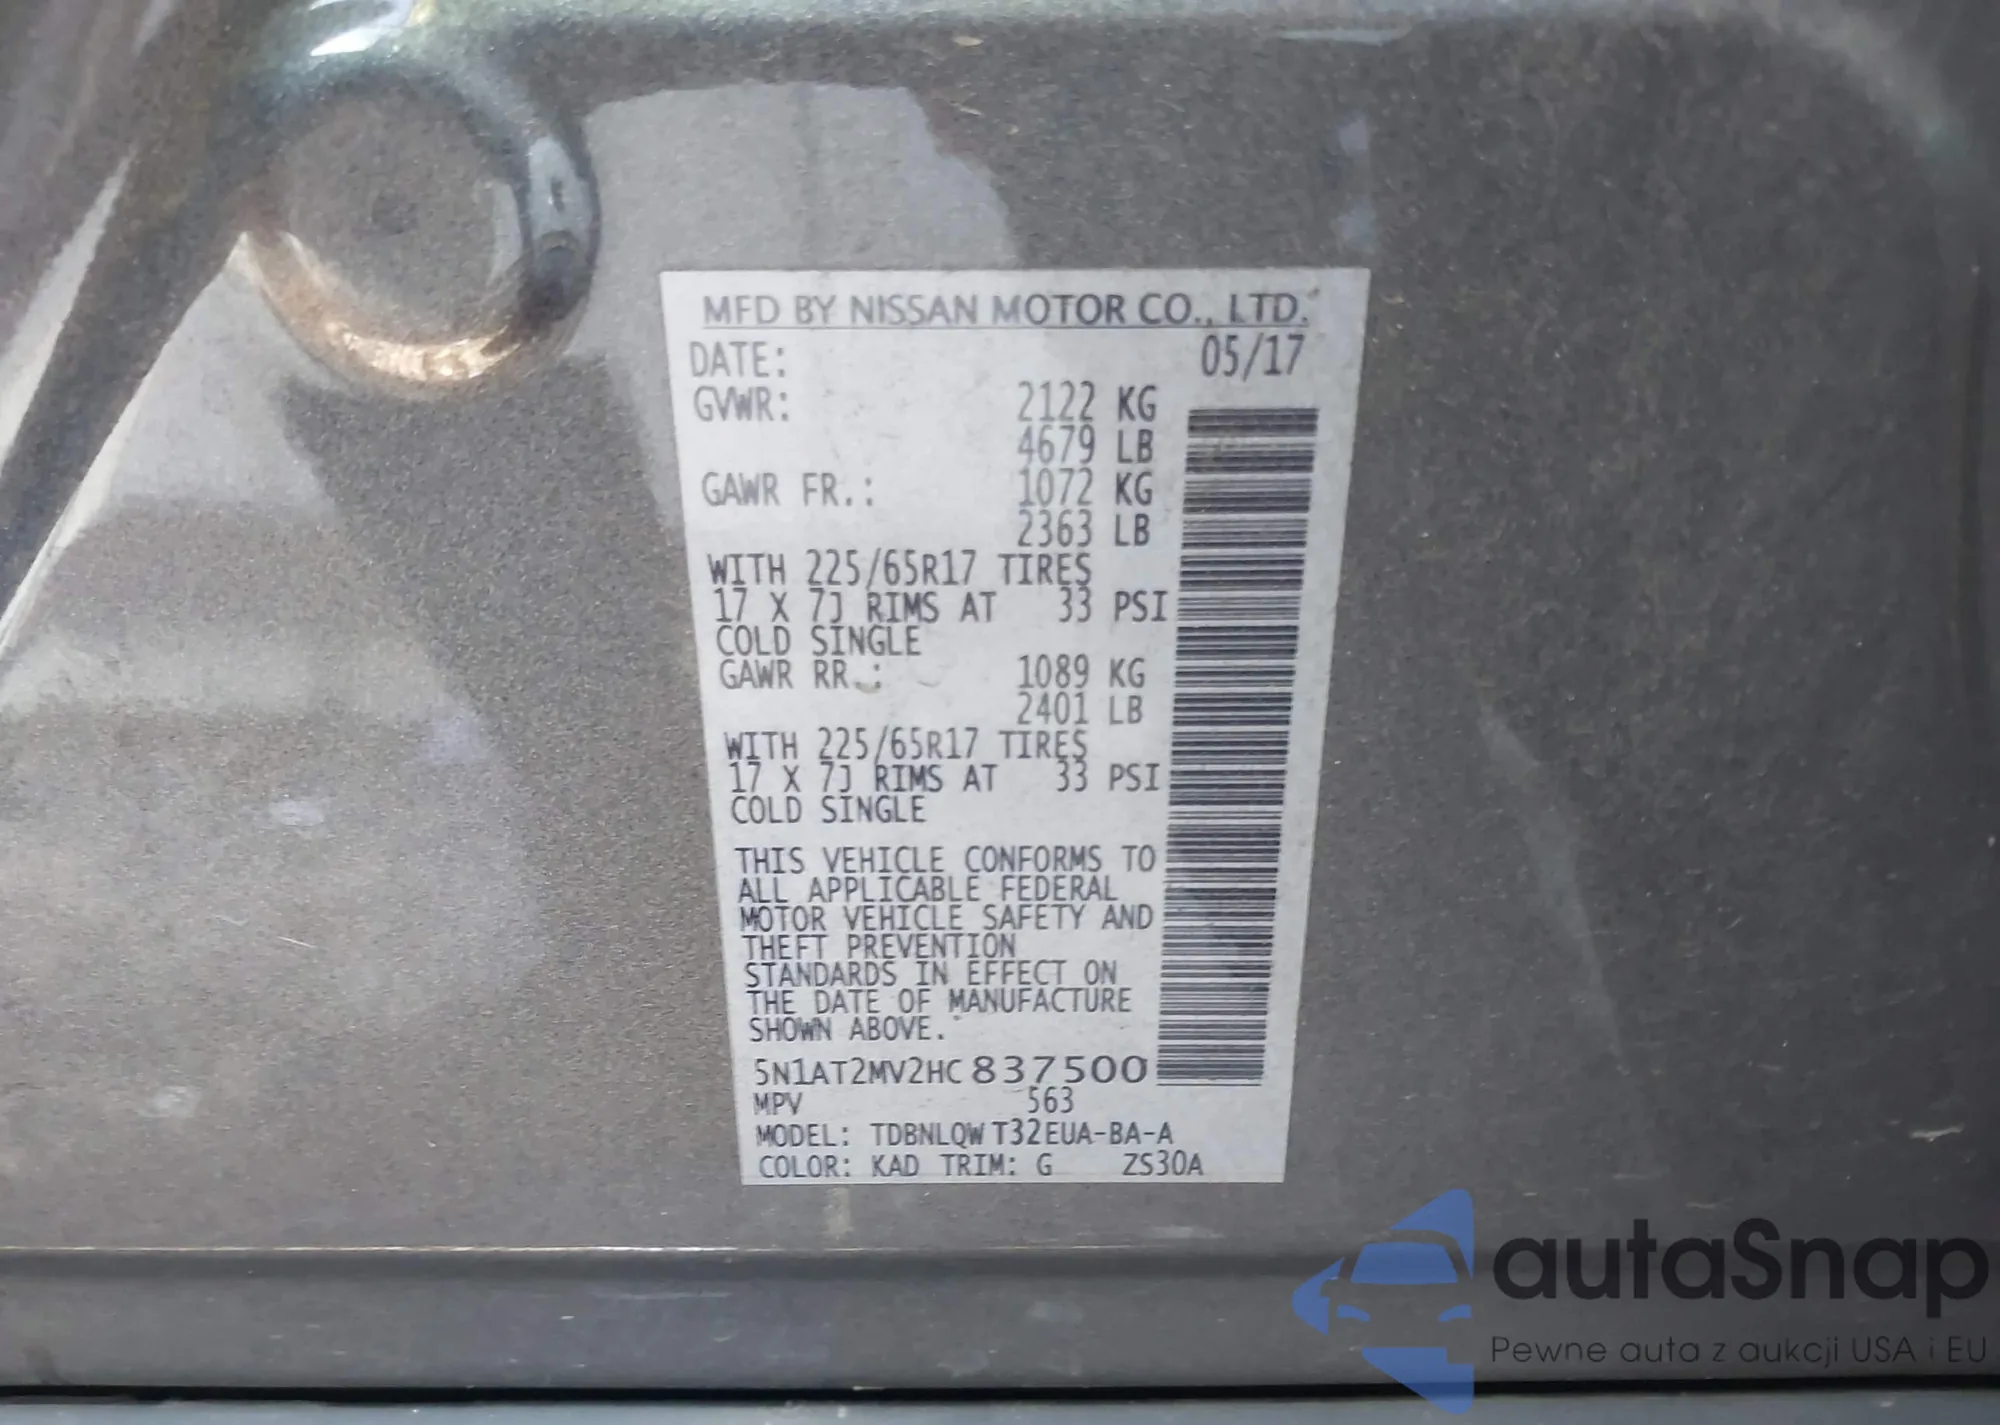 MFD BY NISSAN MOTOR CO., LTD.
DATE: 05/17
GVWR: 2122 KG
4679 LB
GAWR FR.: 1072 KG
2363 LB
WITH 225/65R17 TIRES
17 X 7J RIMS AT 33 PSI
COLD SINGLE
GAWR RR.: 1089 KG
2401 LB
WITH 225/65R17 TIRES
17 X 7J RIMS AT 33 PSI
COLD SINGLE
THIS VEHICLE CONFORMS TO
ALL APPLICABLE FEDERAL
MOTOR VEHICLE SAFETY AND
THEFT PREVENTION
STANDARDS IN EFFECT ON
THE DATE OF MANUFACTURE
SHOWN ABOVE.
5N1AT2MV2HC837500
MPV 563
MODEL: TDBNLQWT32EUA-BA-A
COLOR: KAD TRIM: G ZS30A
autaSnap
Pewne auta z aukcji USA i EU